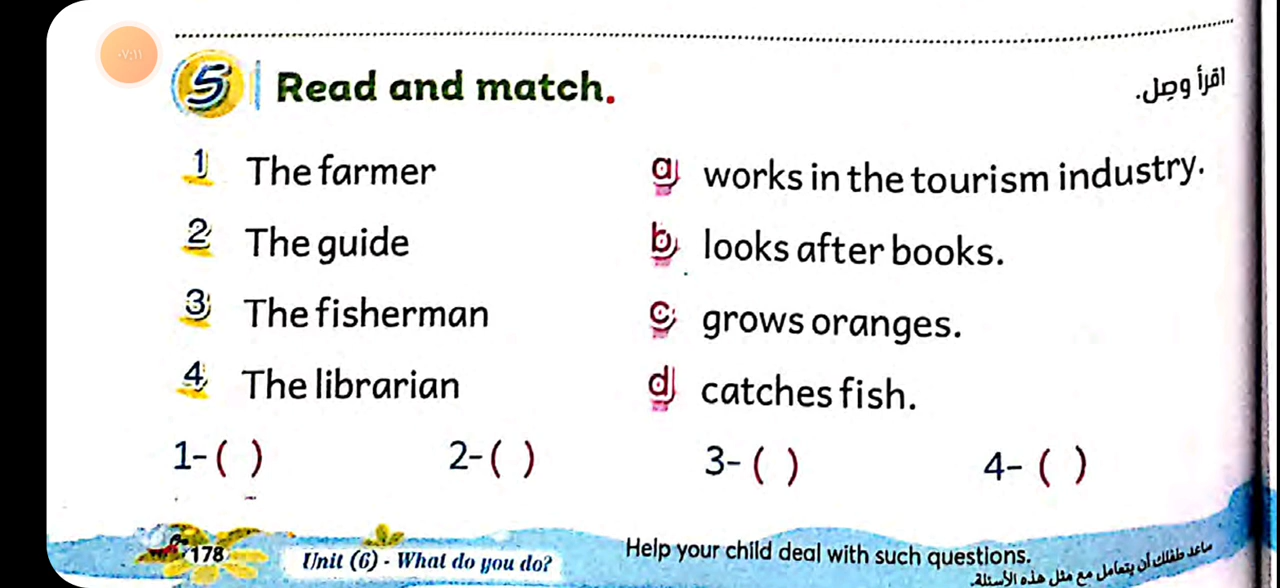 5 Read and match. اقرأ وصل.
1 The farmer a works in the tourism industry.
2 The guide b looks after books.
3 The fisherman c grows oranges.
4 The librarian d catches fish.
1-( ) 2-( ) 3-( ) 4-( )
178 Unit (6) - What do you do? Help your child deal with such questions. ساعد طفلك أن يتعامل مع مثل هذه الأسئلة.